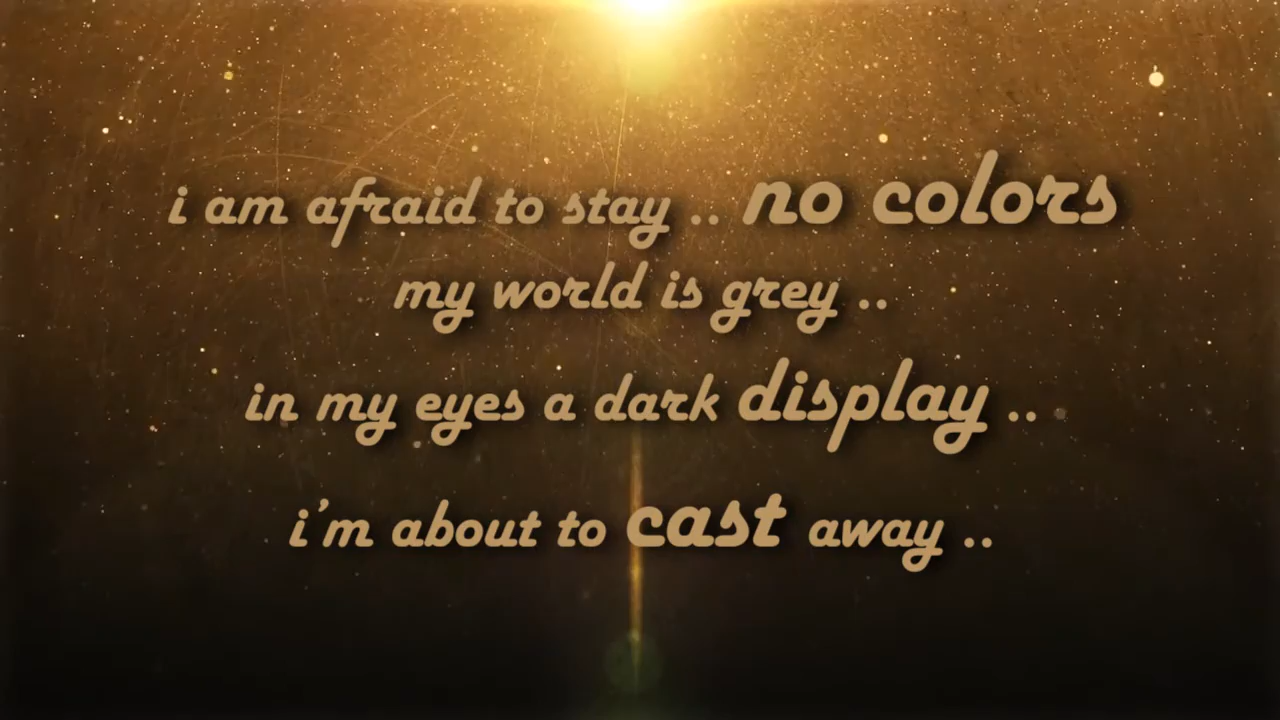 i am afraid to stay .. no colors
my world is grey ..
in my eyes a dark display ..
i'm about to cast away ..